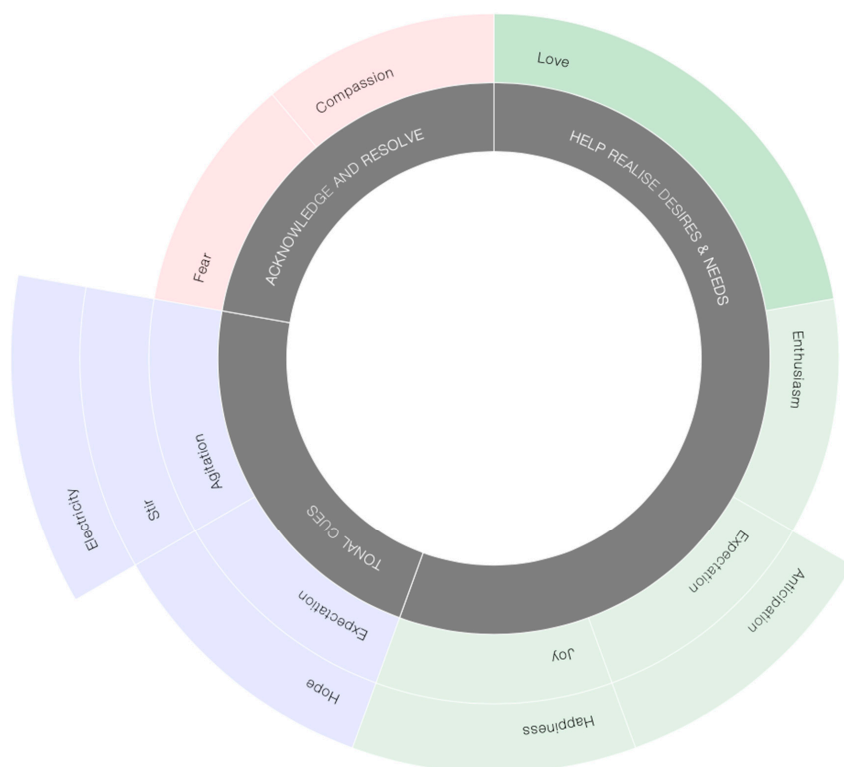 HELP REALISE DESIRES & NEEDS
Love
Enthusiasm
Expectation
Anticipation
Joy
Happiness
TONAL CUES
Expectation
Hope
Agitation
Stir
Electricity
ACKNOWLEDGE AND RESOLVE
Fear
Compassion